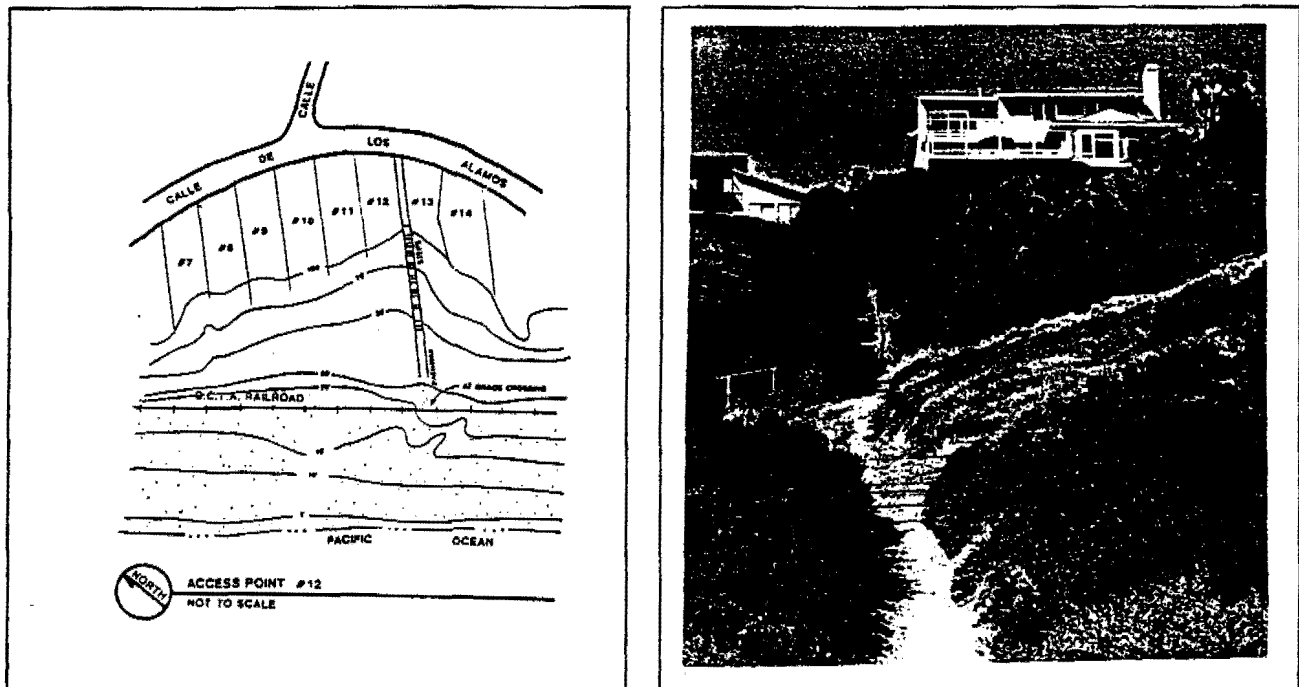 CALLE
CALLE DE LOS ALAMOS
#7
#8
#9
#10
#11
#12
#13
#14
STAIRS
AT GRADE CROSSING
O.C.T.A. RAILROAD
PACIFIC OCEAN
NORTH
ACCESS POINT #12
NOT TO SCALE